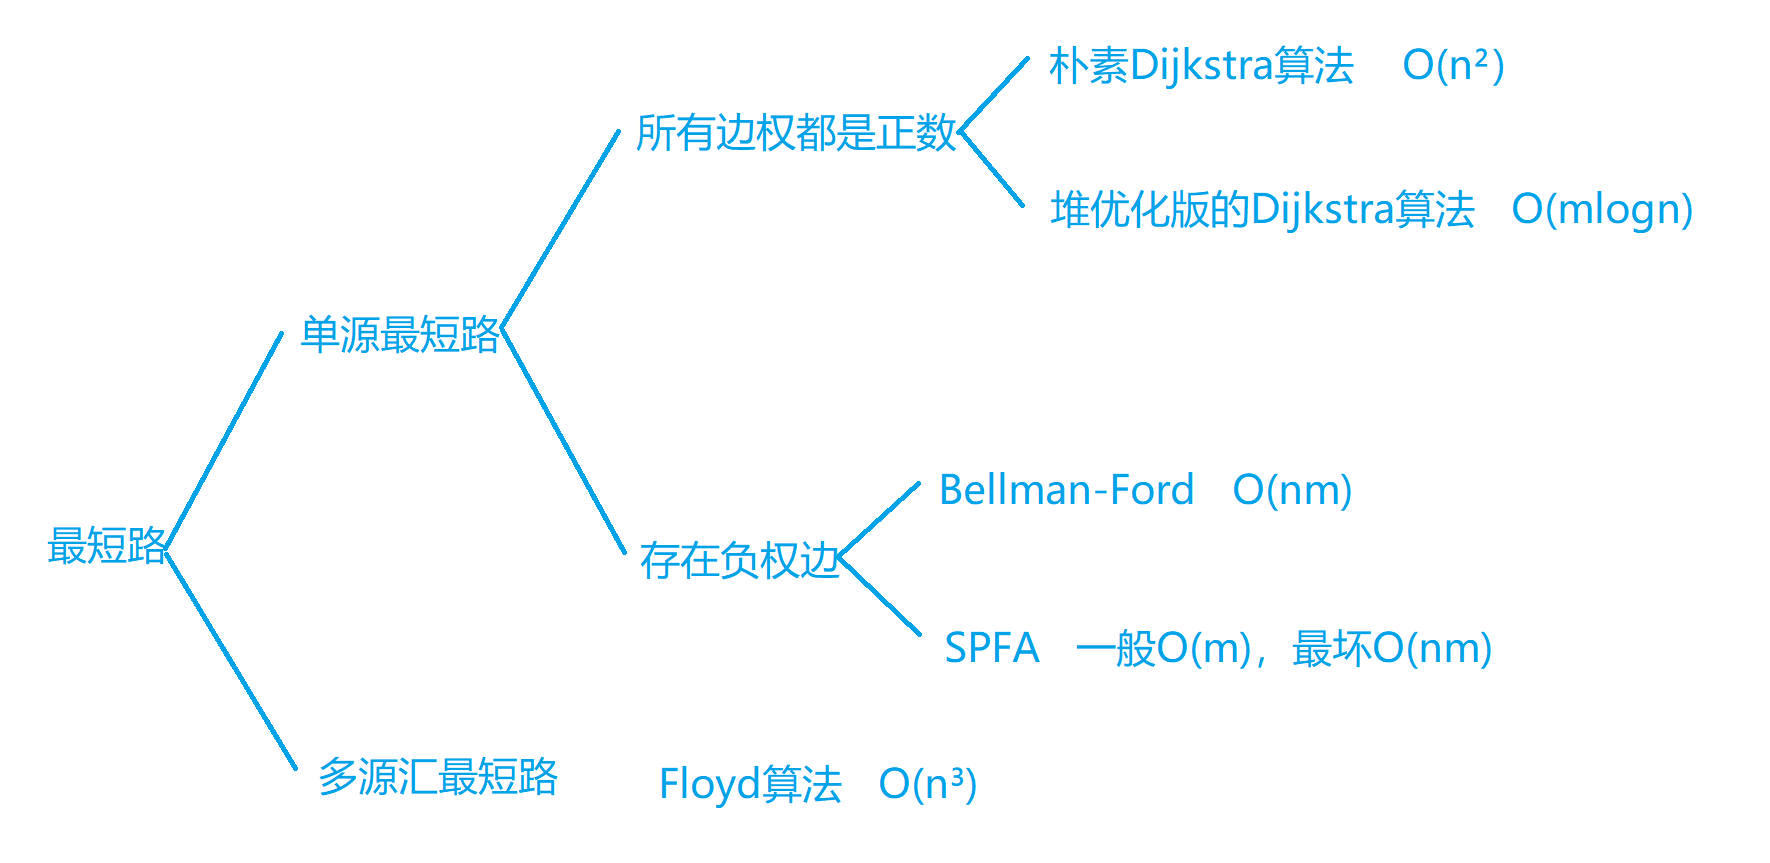 朴素Dijkstra算法 O(n²)
所有边权都是正数
堆优化版的Dijkstra算法 O(mlogn)
单源最短路
Bellman-Ford O(nm)
最短路
存在负权边
SPFA 一般O(m)，最坏O(nm)
多源汇最短路 Floyd算法 O(n³)